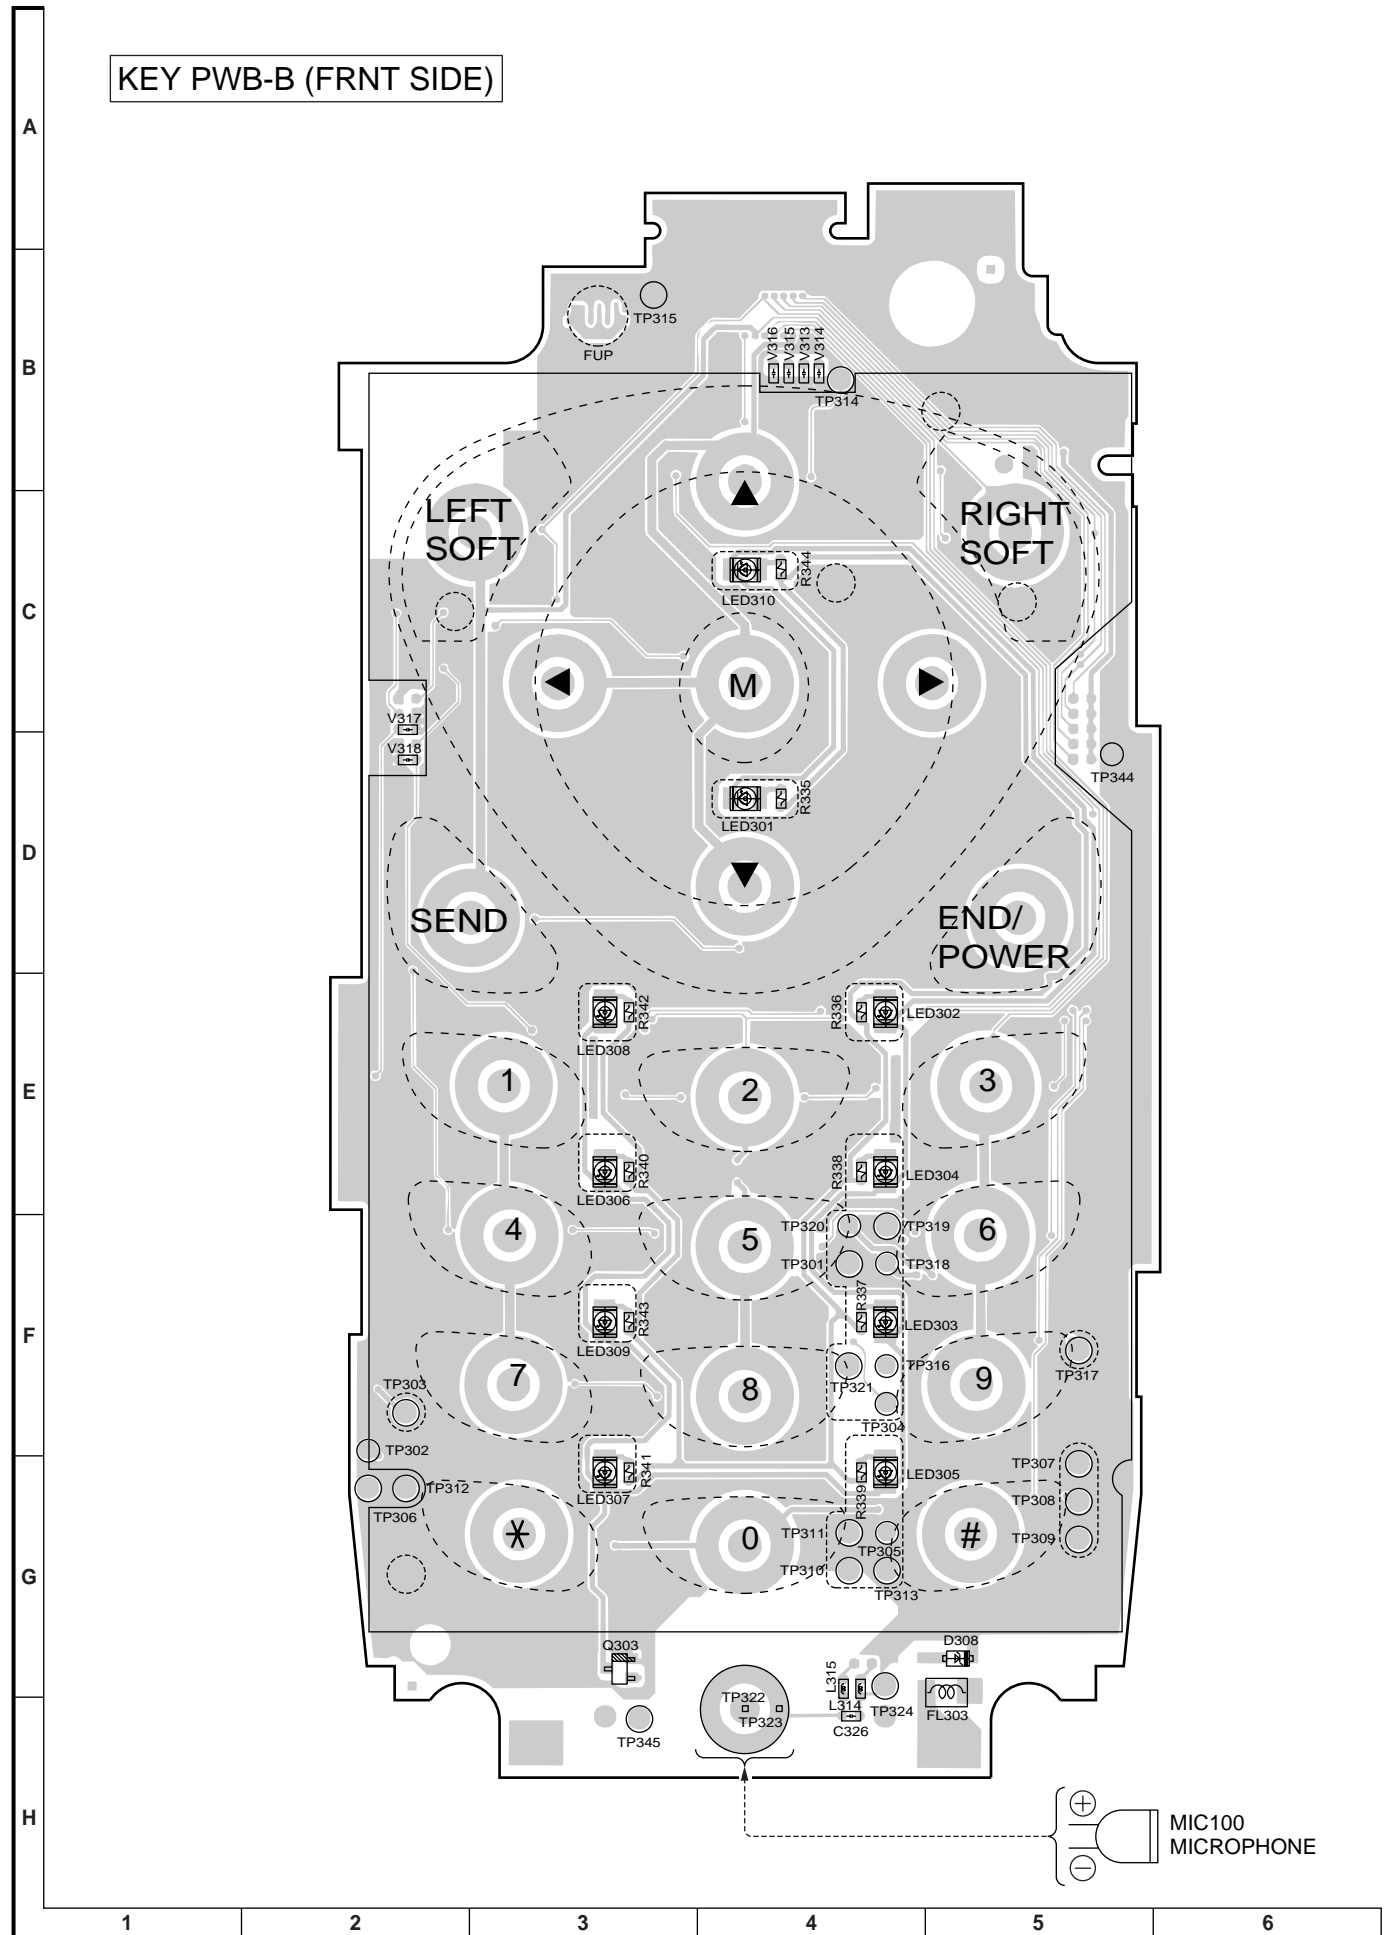 KEY PWB-B (FRNT SIDE)
A
B
C
D
E
F
G
H
TP315
FUP
V316
V315
V313
V314
TP314
LEFT
SOFT
RIGHT
SOFT
R344
LED310
M
V317
V318
TP344
R335
LED301
SEND
END/
POWER
R342
LED308
R336
LED302
1
2
3
R340
LED306
R338
LED304
4
5
6
TP320
TP319
TP301
TP318
R343
LED309
R337
LED303
7
8
9
TP303
TP316
TP321
TP317
TP304
TP302
TP312
TP306
R341
LED307
R339
LED305
TP307
TP308
TP309
*
0
#
TP311
TP305
TP310
TP313
Q303
D308
L315
L314
TP322
TP323
C326
TP324
FL303
TP345
+
−
MIC100
MICROPHONE
1
2
3
4
5
6